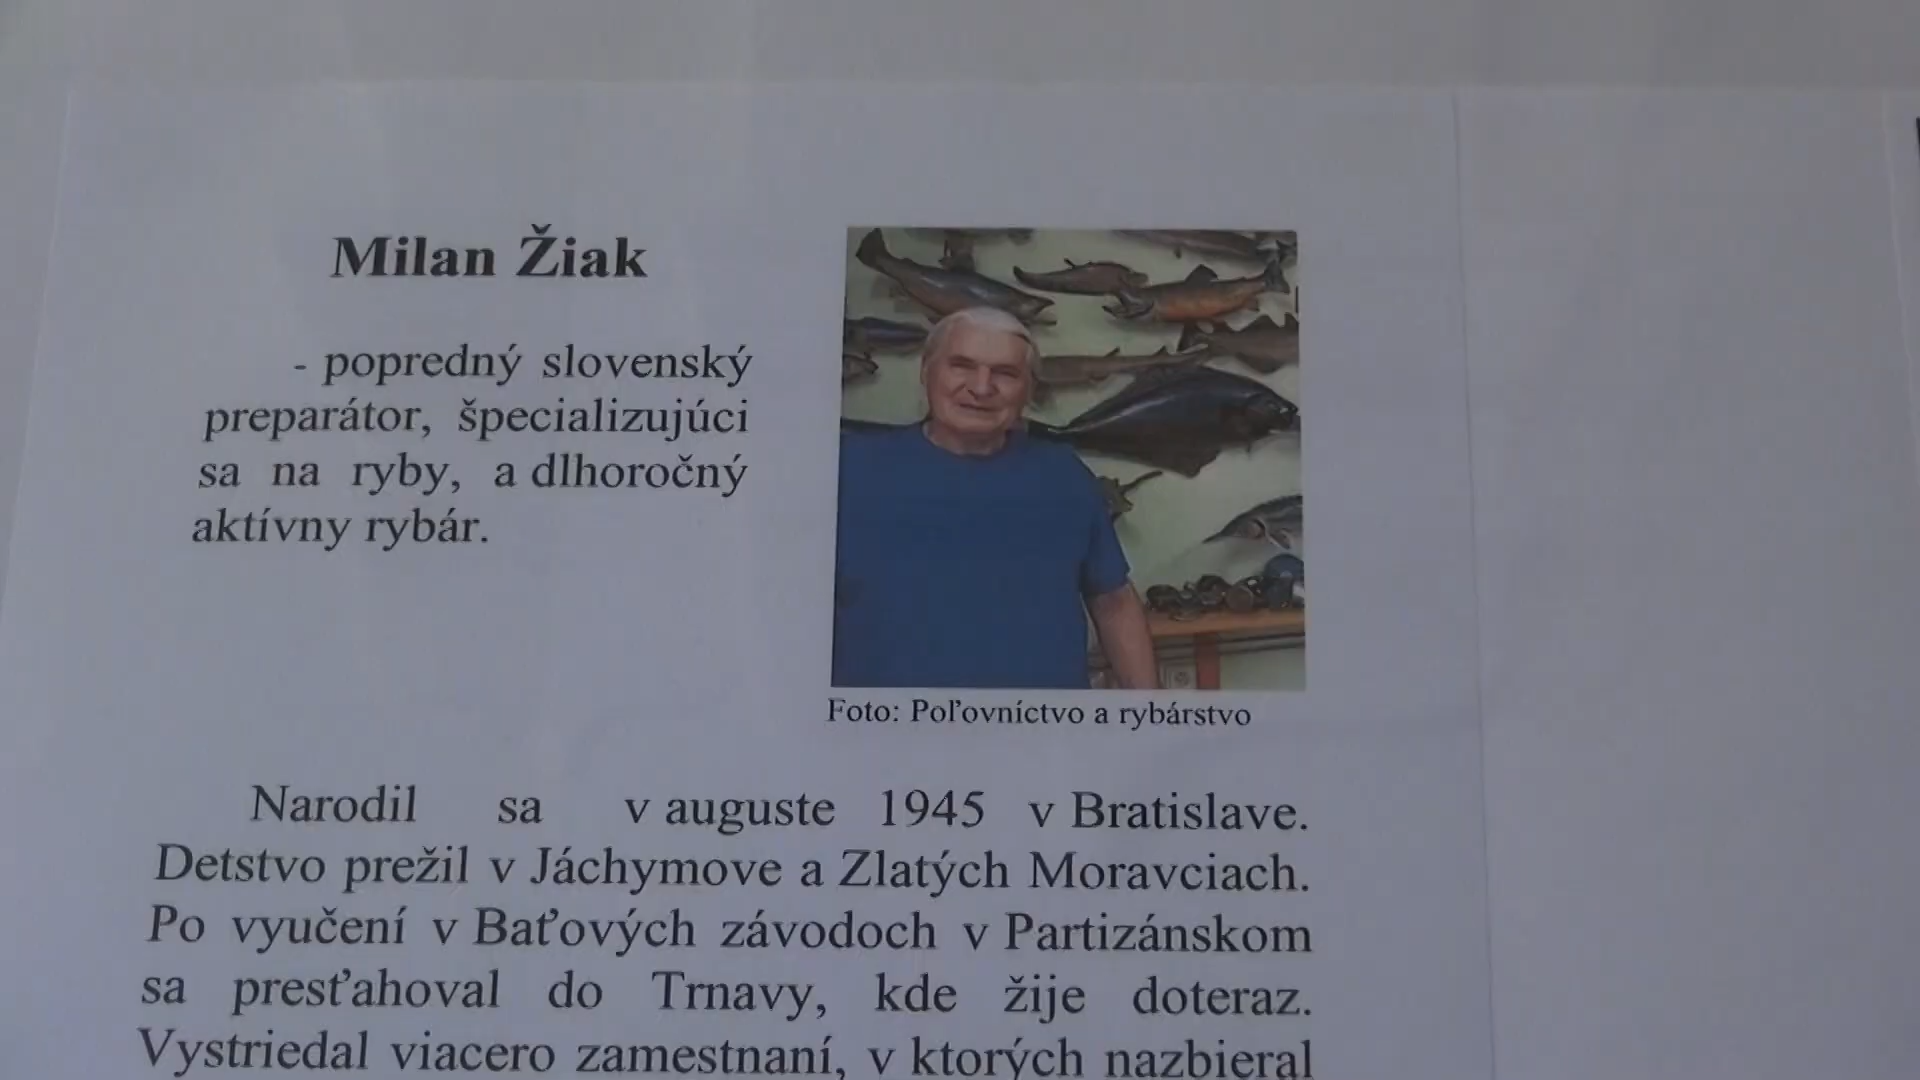 Milan Žiak
- popredný slovenský
preparátor, špecializujúci
sa na ryby, a dlhoročný
aktívny rybár.
Foto: Poľovníctvo a rybárstvo
Narodil sa v auguste 1945 v Bratislave.
Detstvo prežil v Jáchymove a Zlatých Moravciach.
Po vyučení v Baťových závodoch v Partizánskom
sa presťahoval do Trnavy, kde žije doteraz.
Vystriedal viacero zamestnaní, v ktorých nazbieral